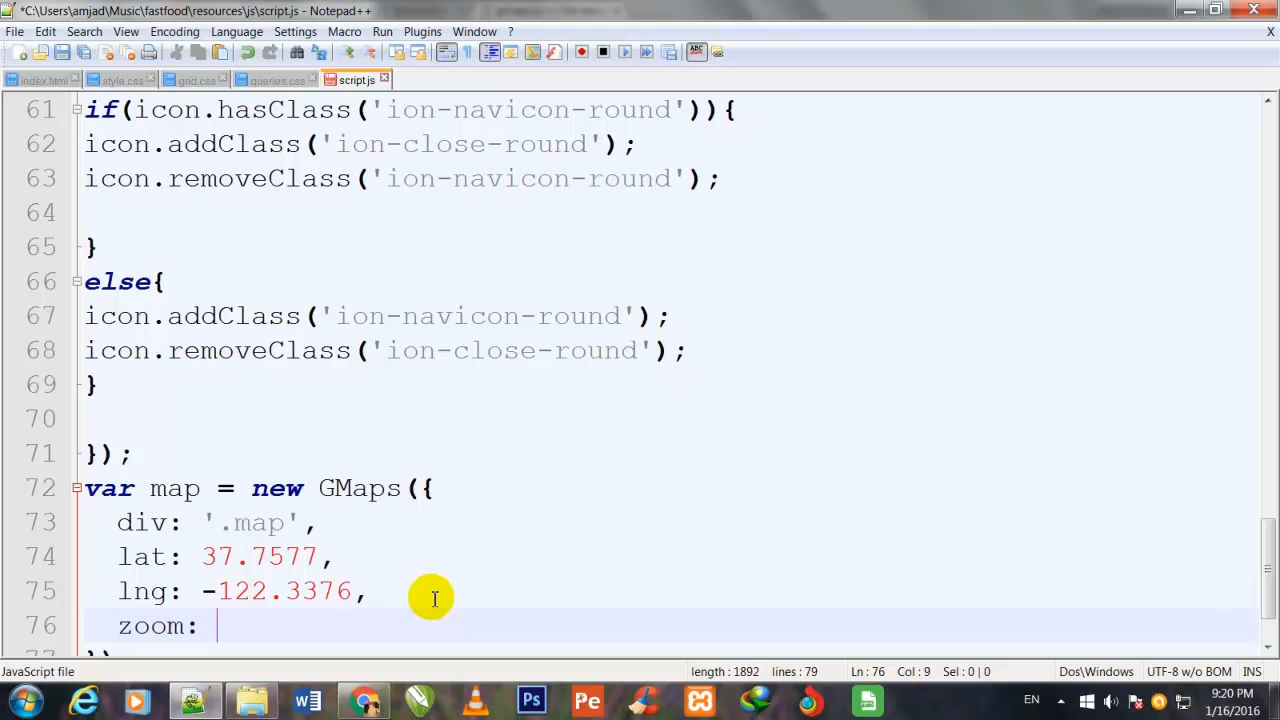 *C:\Users\amjad\Music\fastfood\resources\js\script.js - Notepad++
File Edit Search View Encoding Language Settings Macro Run Plugins Window ? X
index.html style.css grid.css queries.css script.js
61 if(icon.hasClass('ion-navicon-round')){
62 icon.addClass('ion-close-round');
63 icon.removeClass('ion-navicon-round');
64
65 }
66 else{
67 icon.addClass('ion-navicon-round');
68 icon.removeClass('ion-close-round');
69 }
70
71 });
72 var map = new GMaps({
73 div: '.map',
74 lat: 37.7577,
75 lng: -122.3376,
76 zoom:
JavaScript file length : 1892 lines : 79 Ln : 76 Col : 9 Sel : 0 | 0 Dos\Windows UTF-8 w/o BOM INS
EN 9:20 PM
1/16/2016